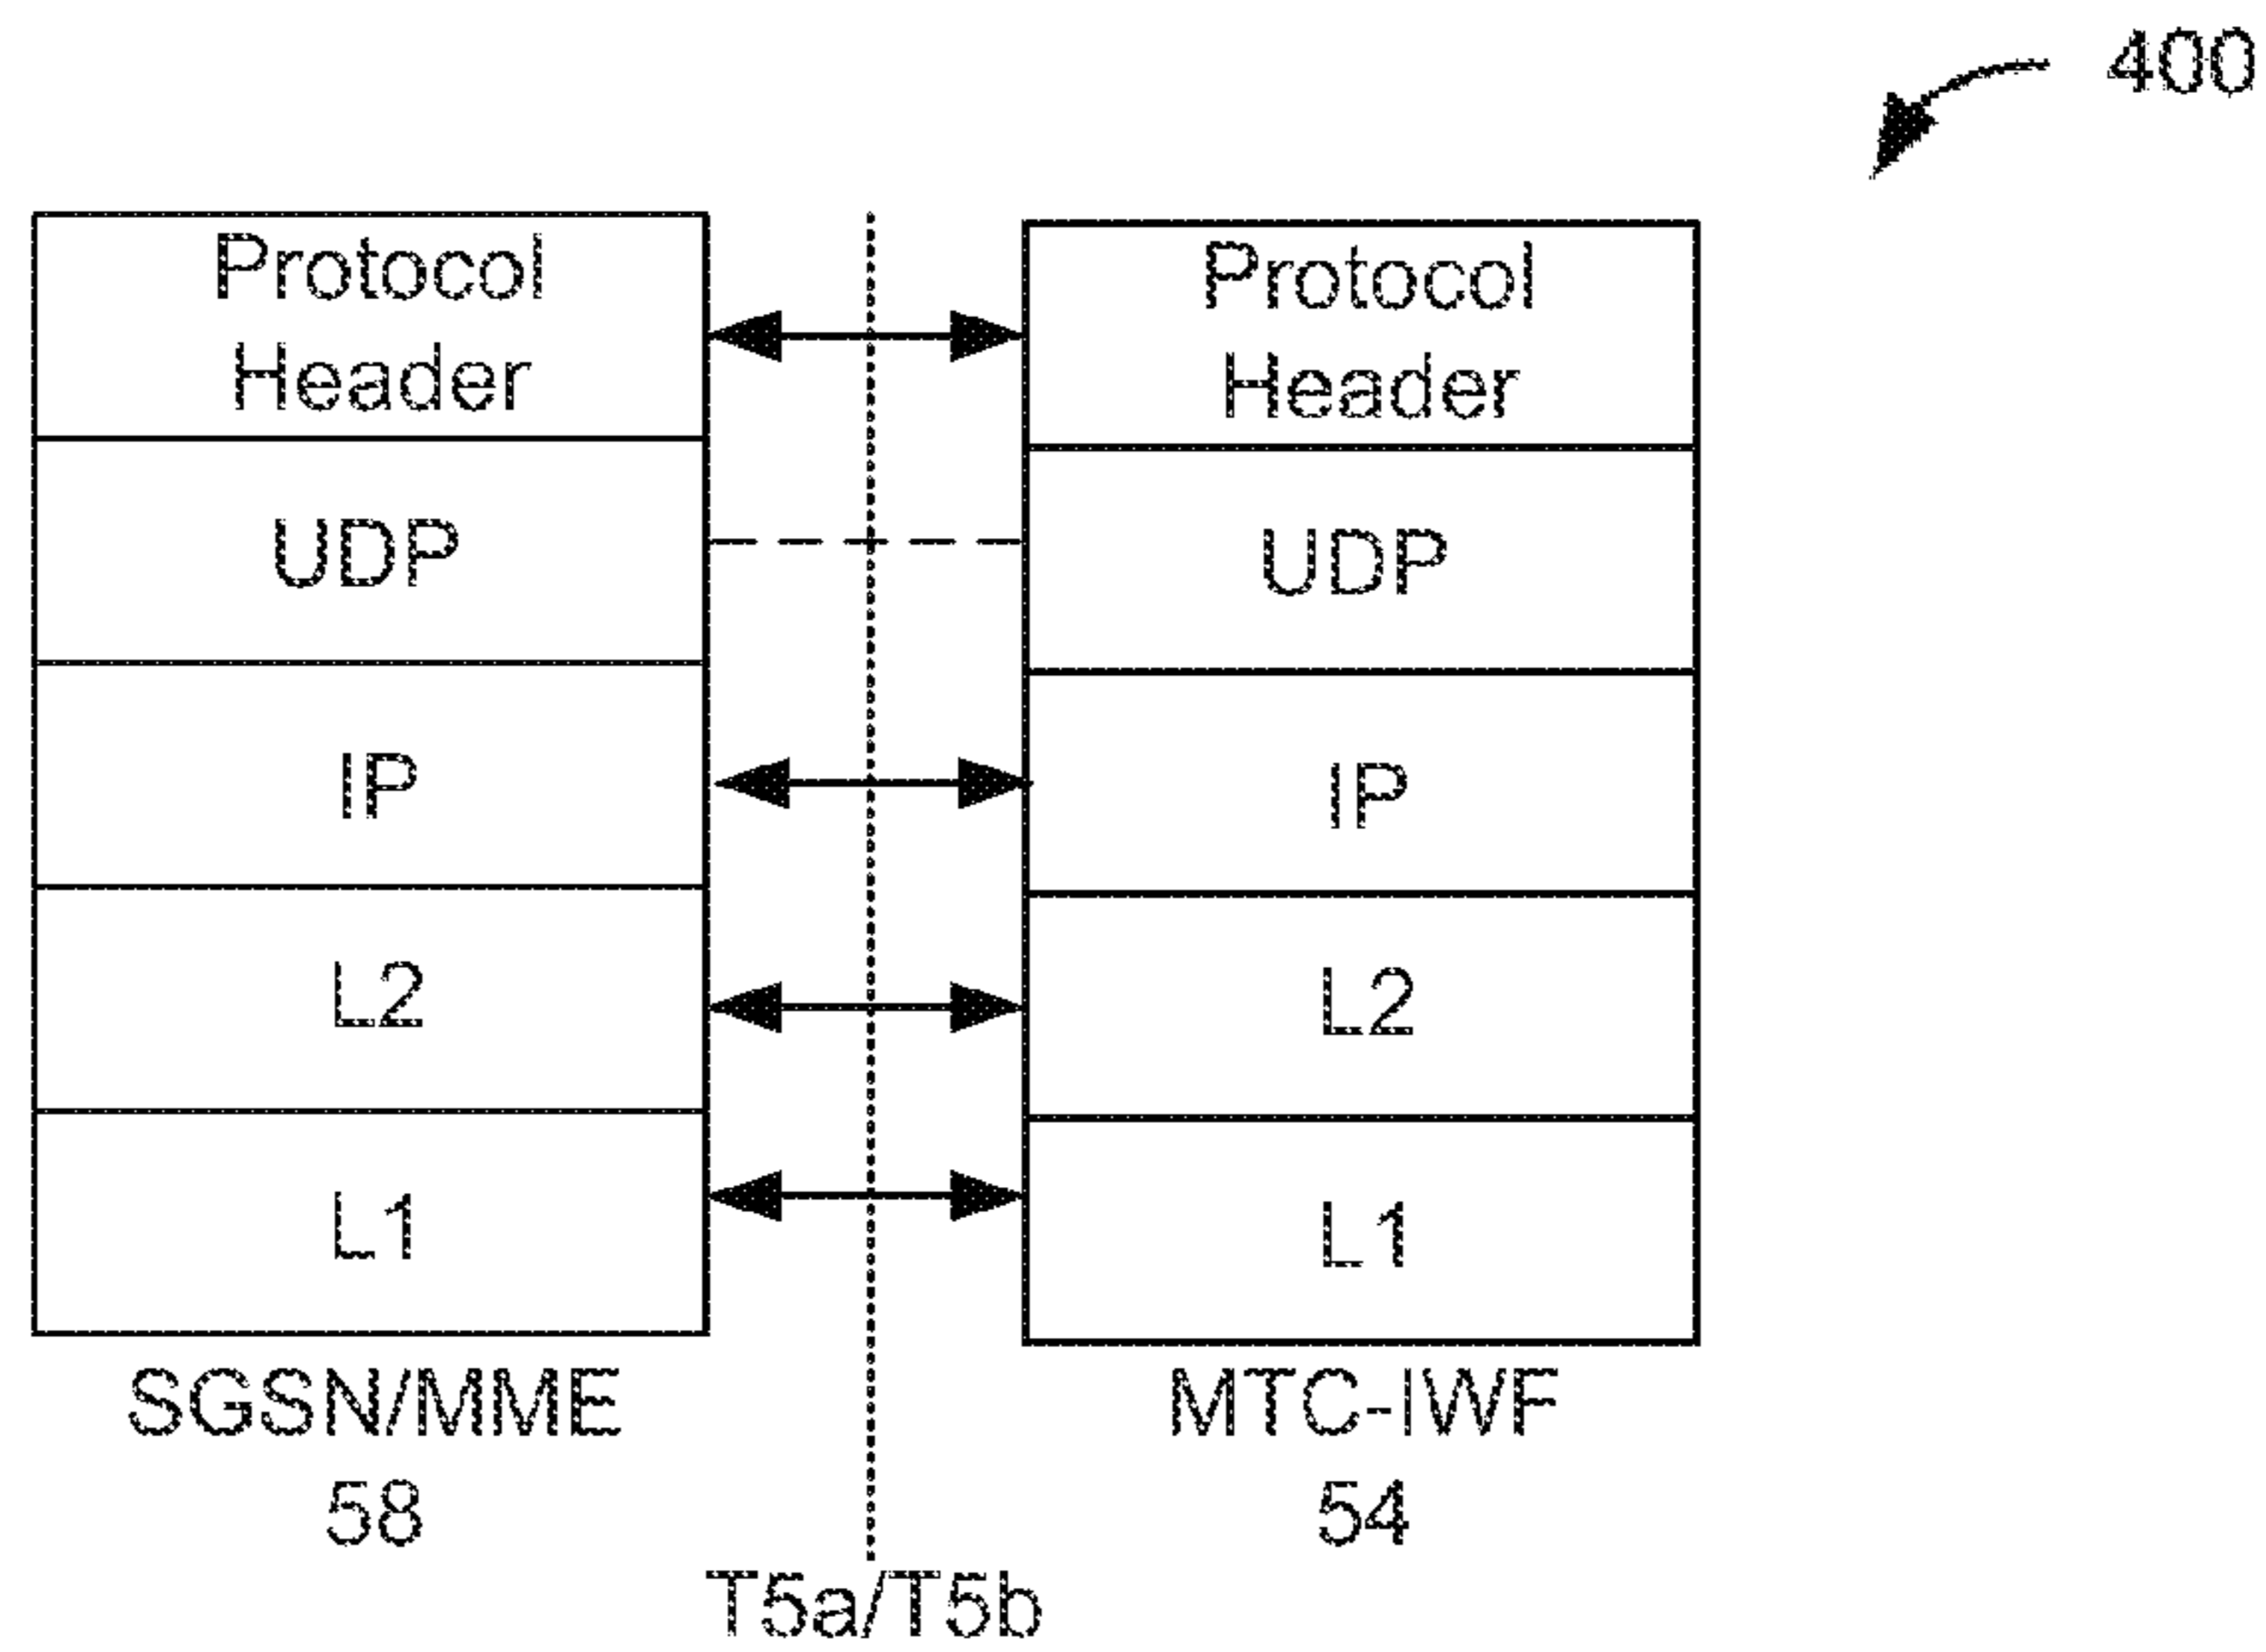 400
Protocol
Header
UDP
IP
L2
L1
SGSN/MME
58
Protocol
Header
UDP
IP
L2
L1
MTC-IWF
54
T5a/T5b